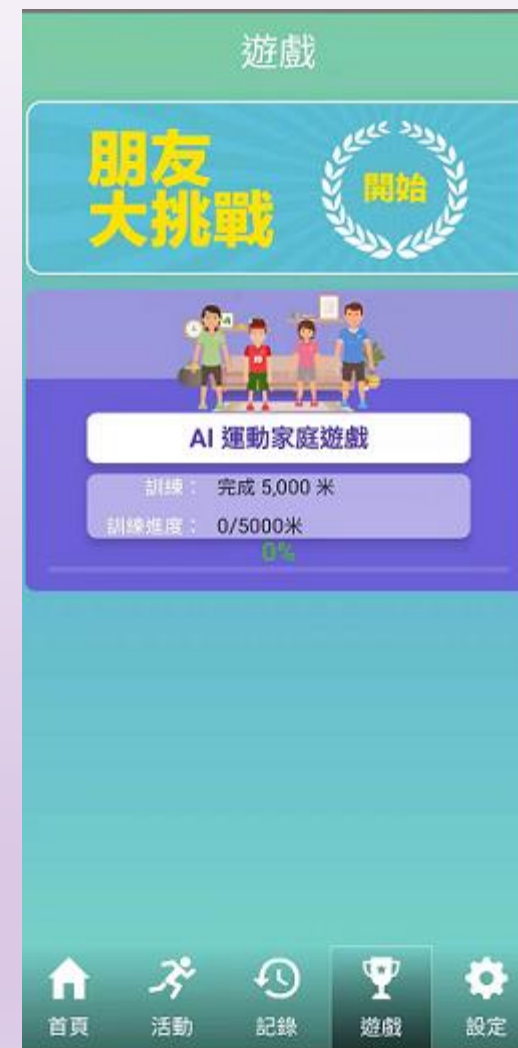 遊戲
朋友
大挑戰
開始
AI 運動家庭遊戲
訓練： 完成 5,000 米
訓練進度： 0/5000米
0%
首頁 活動 記錄 遊戲 設定